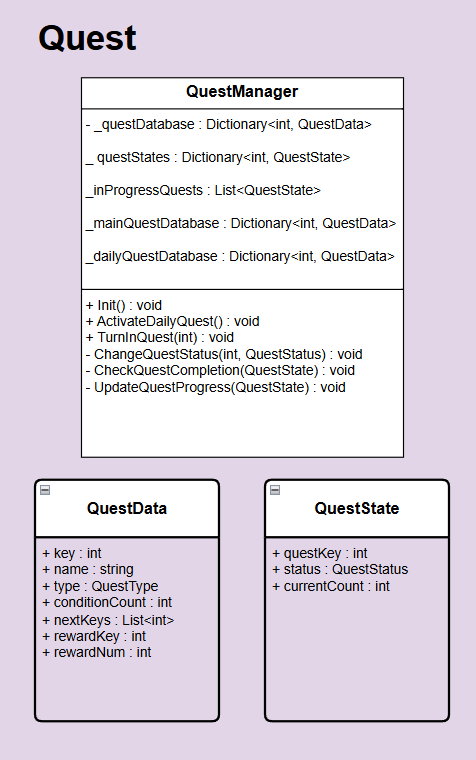 Quest
QuestManager
- _questDatabase : Dictionary<int, QuestData>
_ questStates : Dictionary<int, QuestState>
_inProgressQuests : List<QuestState>
_mainQuestDatabase : Dictionary<int, QuestData>
_dailyQuestDatabase : Dictionary<int, QuestData>
+ Init() : void
+ ActivateDailyQuest() : void
+ TurnInQuest(int) : void
- ChangeQuestStatus(int, QuestStatus) : void
- CheckQuestCompletion(QuestState) : void
- UpdateQuestProgress(QuestState) : void
QuestData
+ key : int
+ name : string
+ type : QuestType
+ conditionCount : int
+ nextKeys : List<int>
+ rewardKey : int
+ rewardNum : int
QuestState
+ questKey : int
+ status : QuestStatus
+ currentCount : int